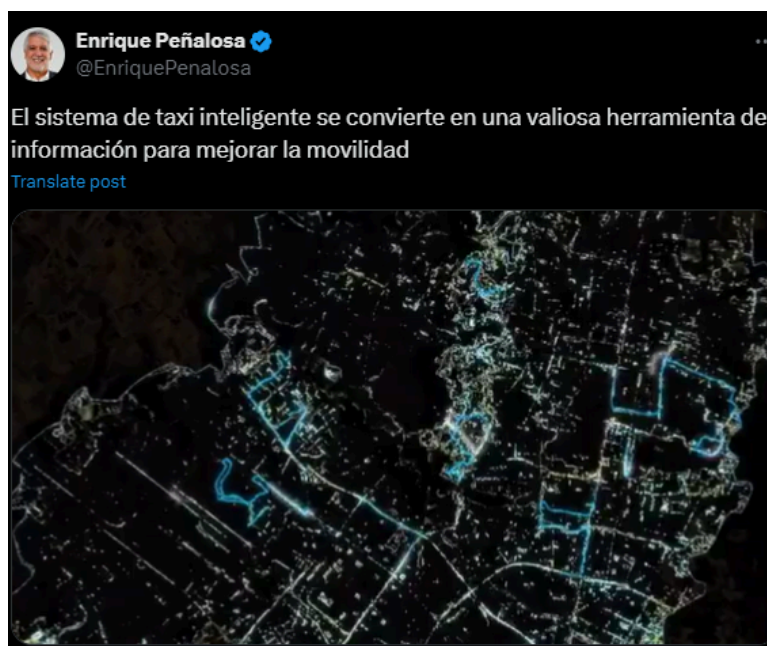 Enrique Peñalosa
@EnriquePenalosa
El sistema de taxi inteligente se convierte en una valiosa herramienta de
información para mejorar la movilidad
Translate post